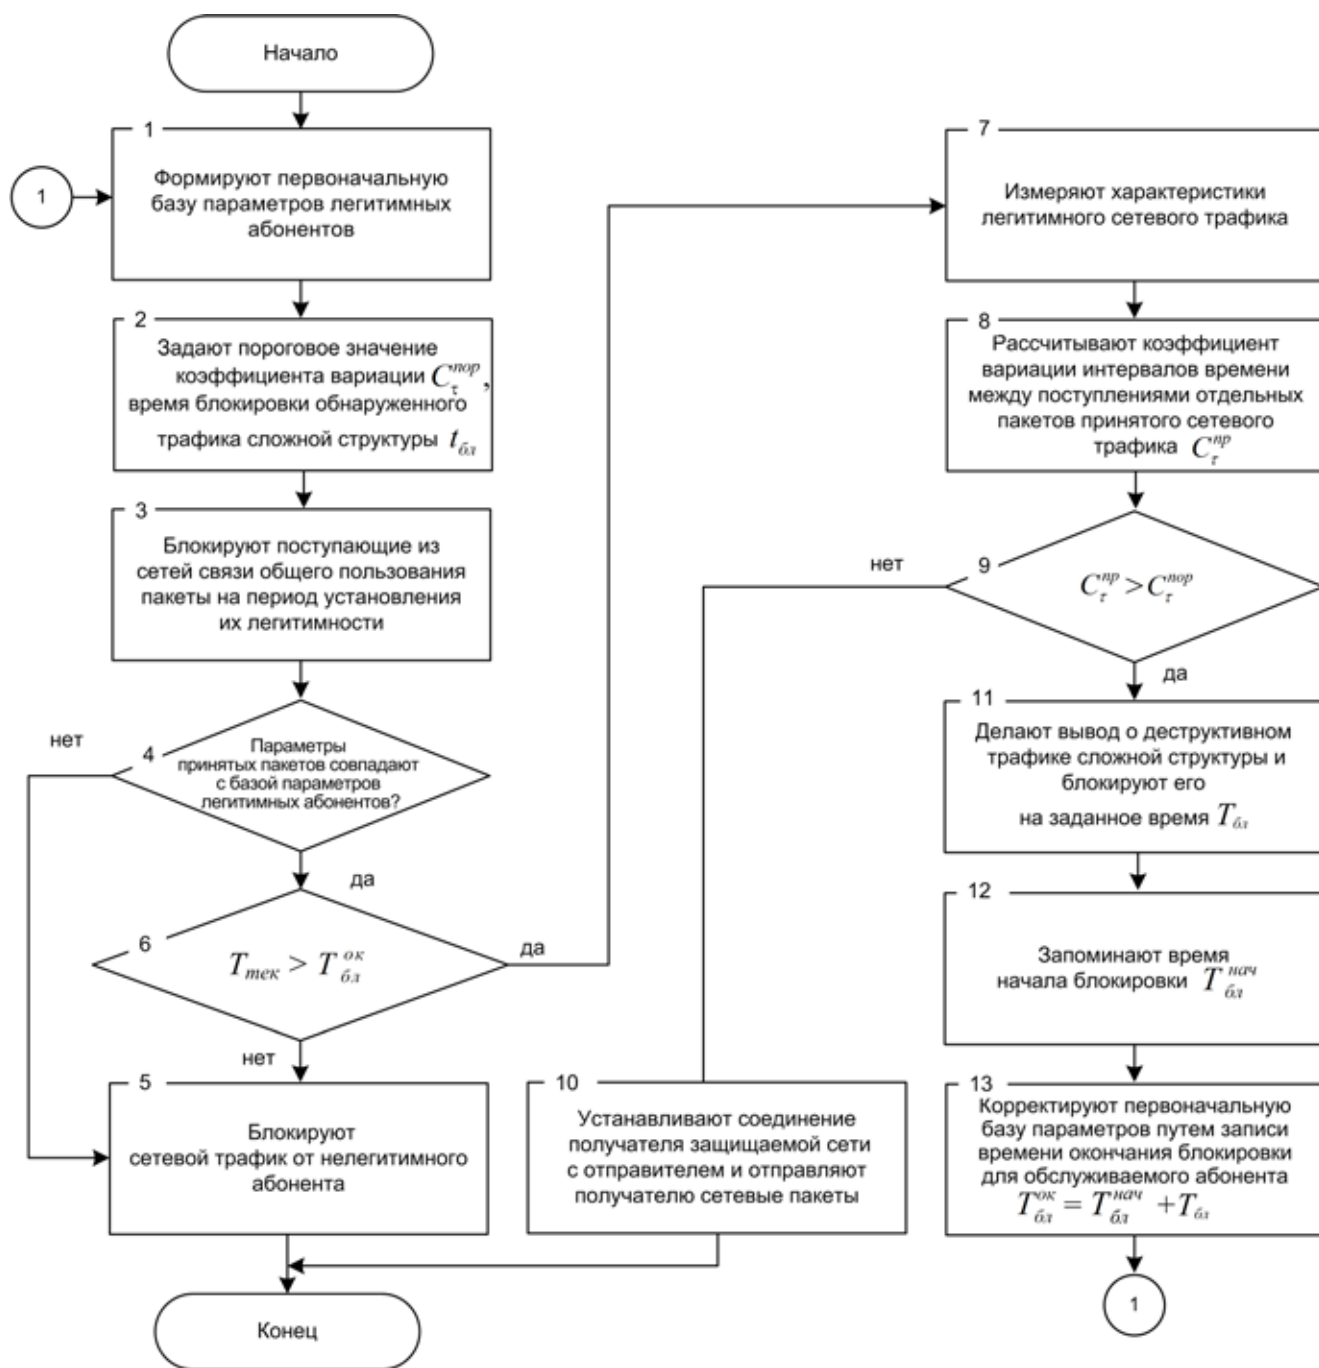 Начало
1
1
Формируют первоначальную
базу параметров легитимных
абонентов
2
Задают пороговое значение
коэффициента вариации C_τ^пор,
время блокировки обнаруженного
трафика сложной структуры t_бл
3
Блокируют поступающие из
сетей связи общего пользования
пакеты на период установления
их легитимности
нет
4
Параметры
принятых пакетов совпадают
с базой параметров
легитимных абонентов?
да
6
T_тек > T_бл^ок
да
нет
5
Блокируют
сетевой трафик от нелегитимного
абонента
Конец
7
Измеряют характеристики
легитимного сетевого трафика
8
Рассчитывают коэффициент
вариации интервалов времени
между поступлениями отдельных
пакетов принятого сетевого
трафика C_τ^пр
нет
9
C_τ^пр > C_τ^пор
да
10
Устанавливают соединение
получателя защищаемой сети
с отправителем и отправляют
получателю сетевые пакеты
11
Делают вывод о деструктивном
трафике сложной структуры и
блокируют его
на заданное время T_бл
12
Запоминают время
начала блокировки T_бл^нач
13
Корректируют первоначальную
базу параметров путем записи
времени окончания блокировки
для обслуживаемого абонента
T_бл^ок = T_бл^нач + T_бл
1